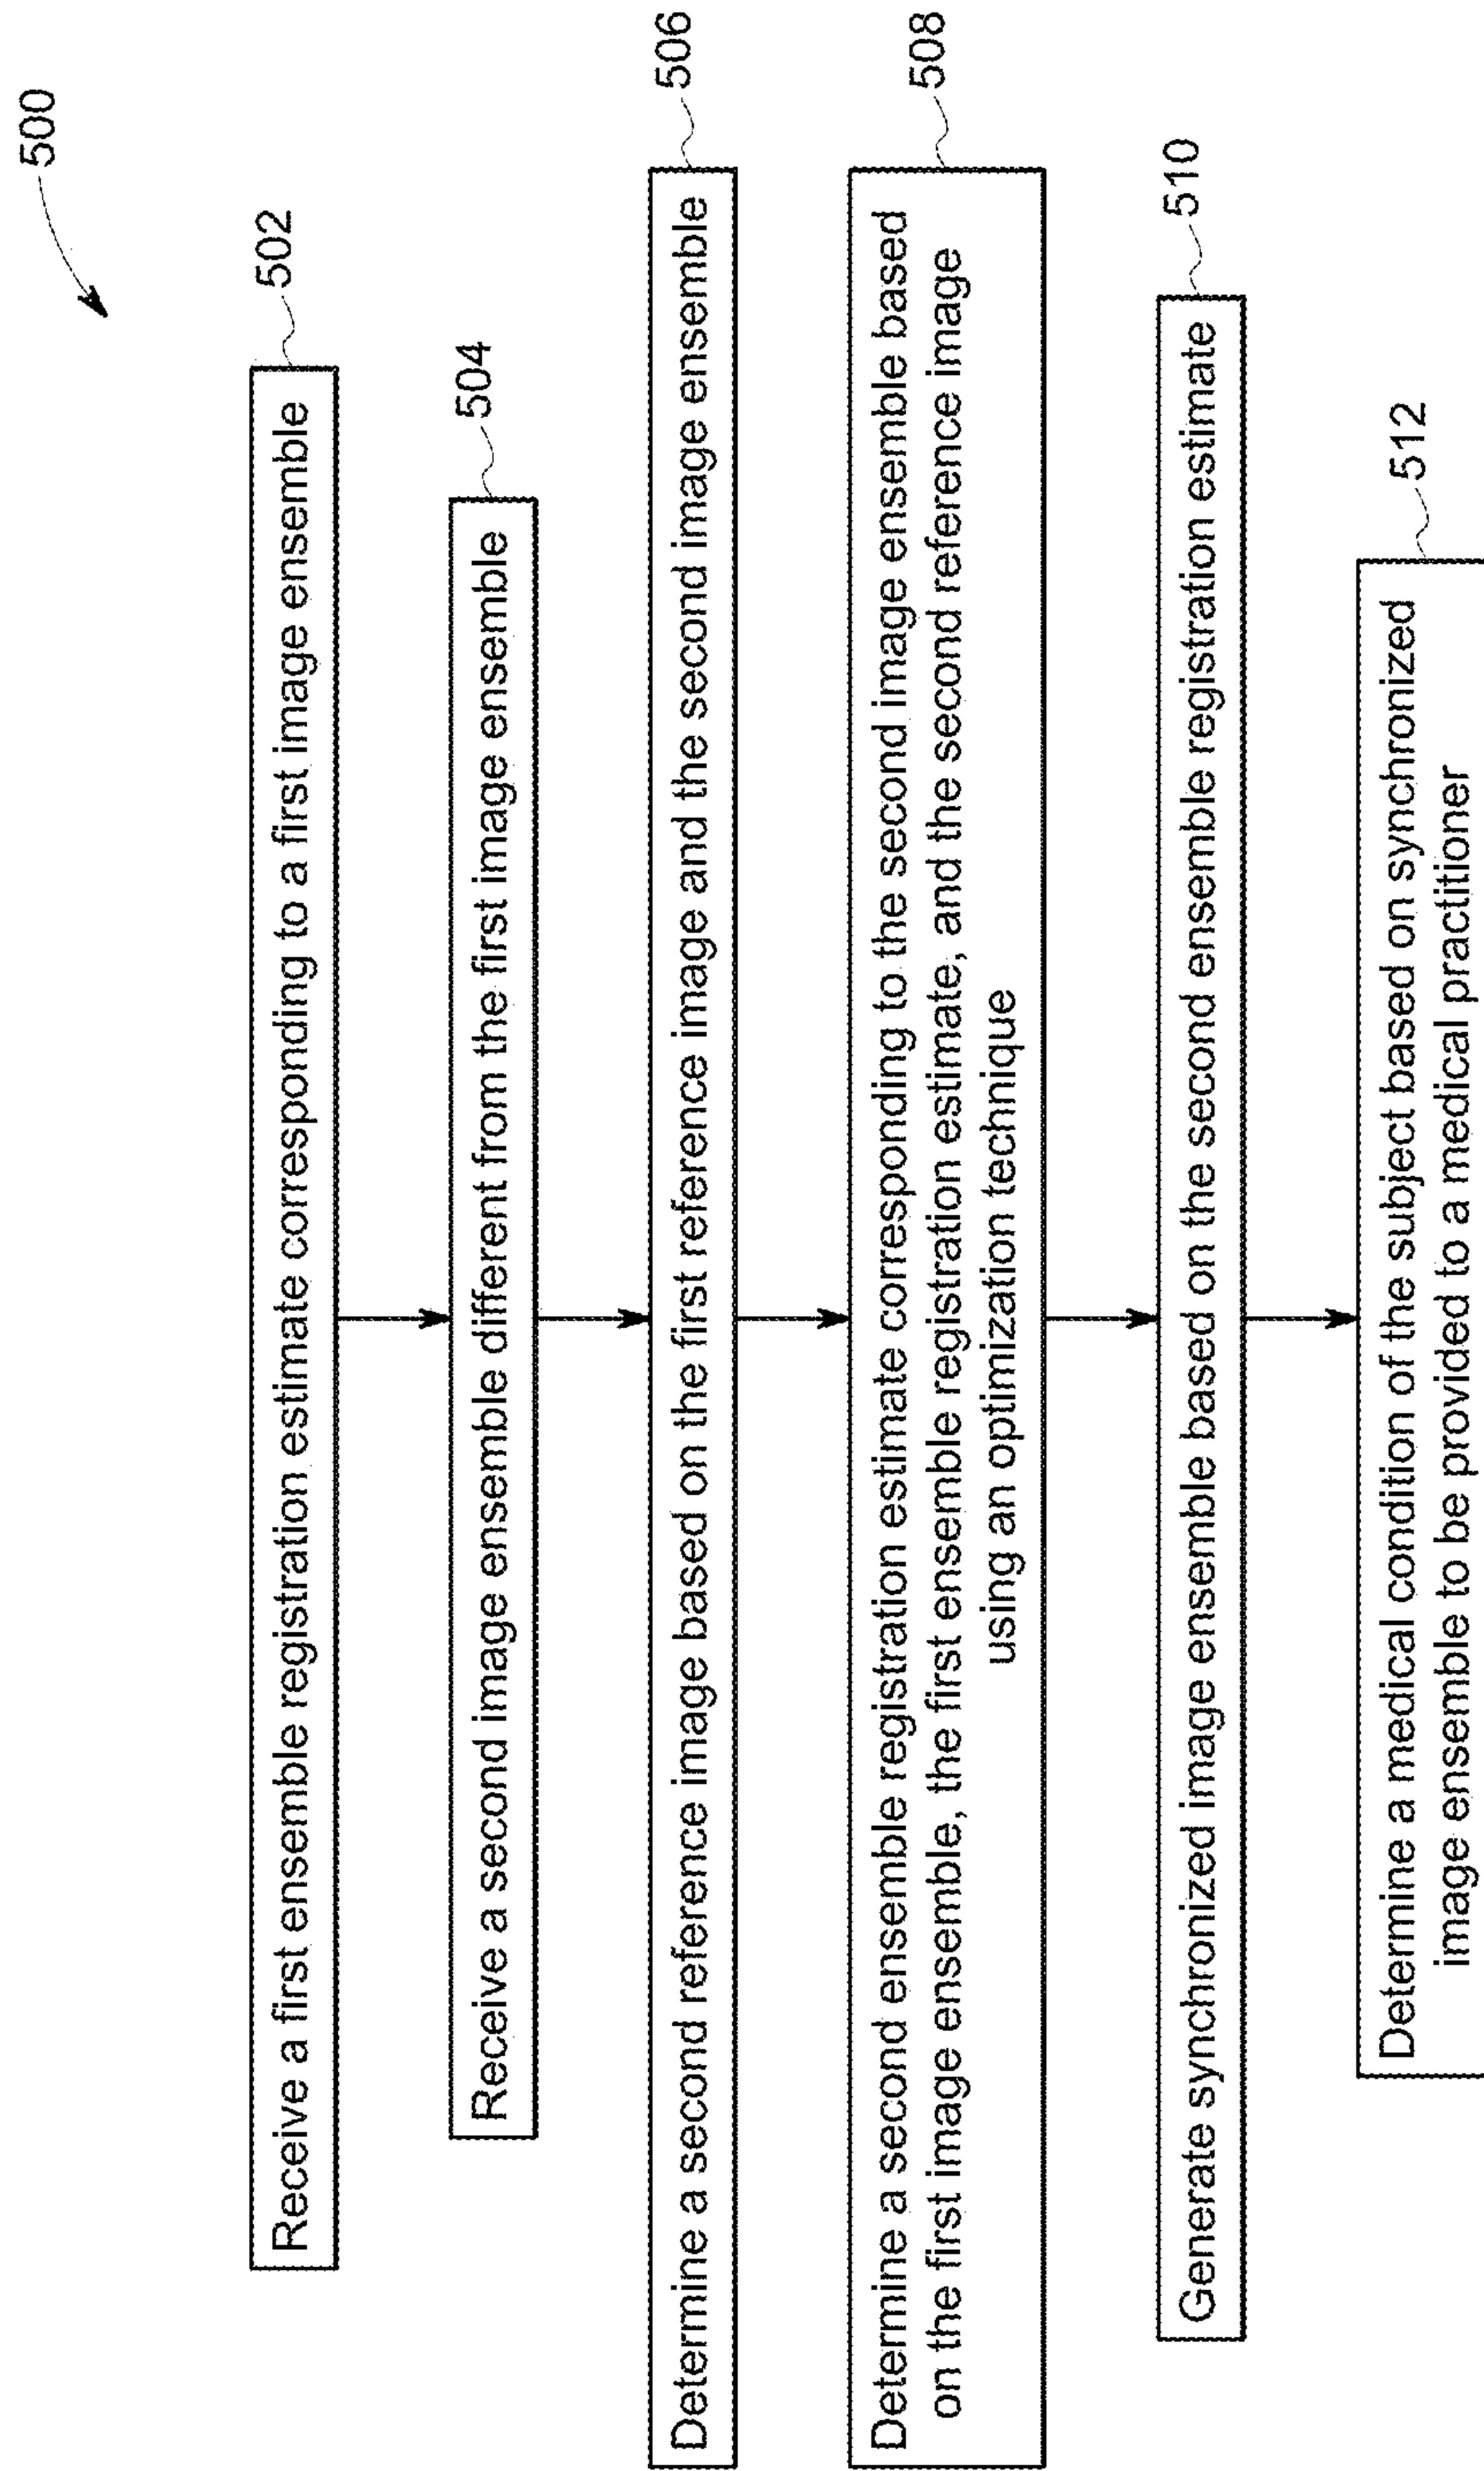 500
Receive a first ensemble registration estimate corresponding to a first image ensemble
502
Receive a second image ensemble different from the first image ensemble
504
Determine a second reference image based on the first reference image and the second image ensemble
506
Determine a second ensemble registration estimate corresponding to the second image ensemble based
on the first image ensemble, the first ensemble registration estimate, and the second reference image
using an optimization technique
508
Generate synchronized image ensemble based on the second ensemble registration estimate
510
Determine a medical condition of the subject based on synchronized
image ensemble to be provided to a medical practitioner
512